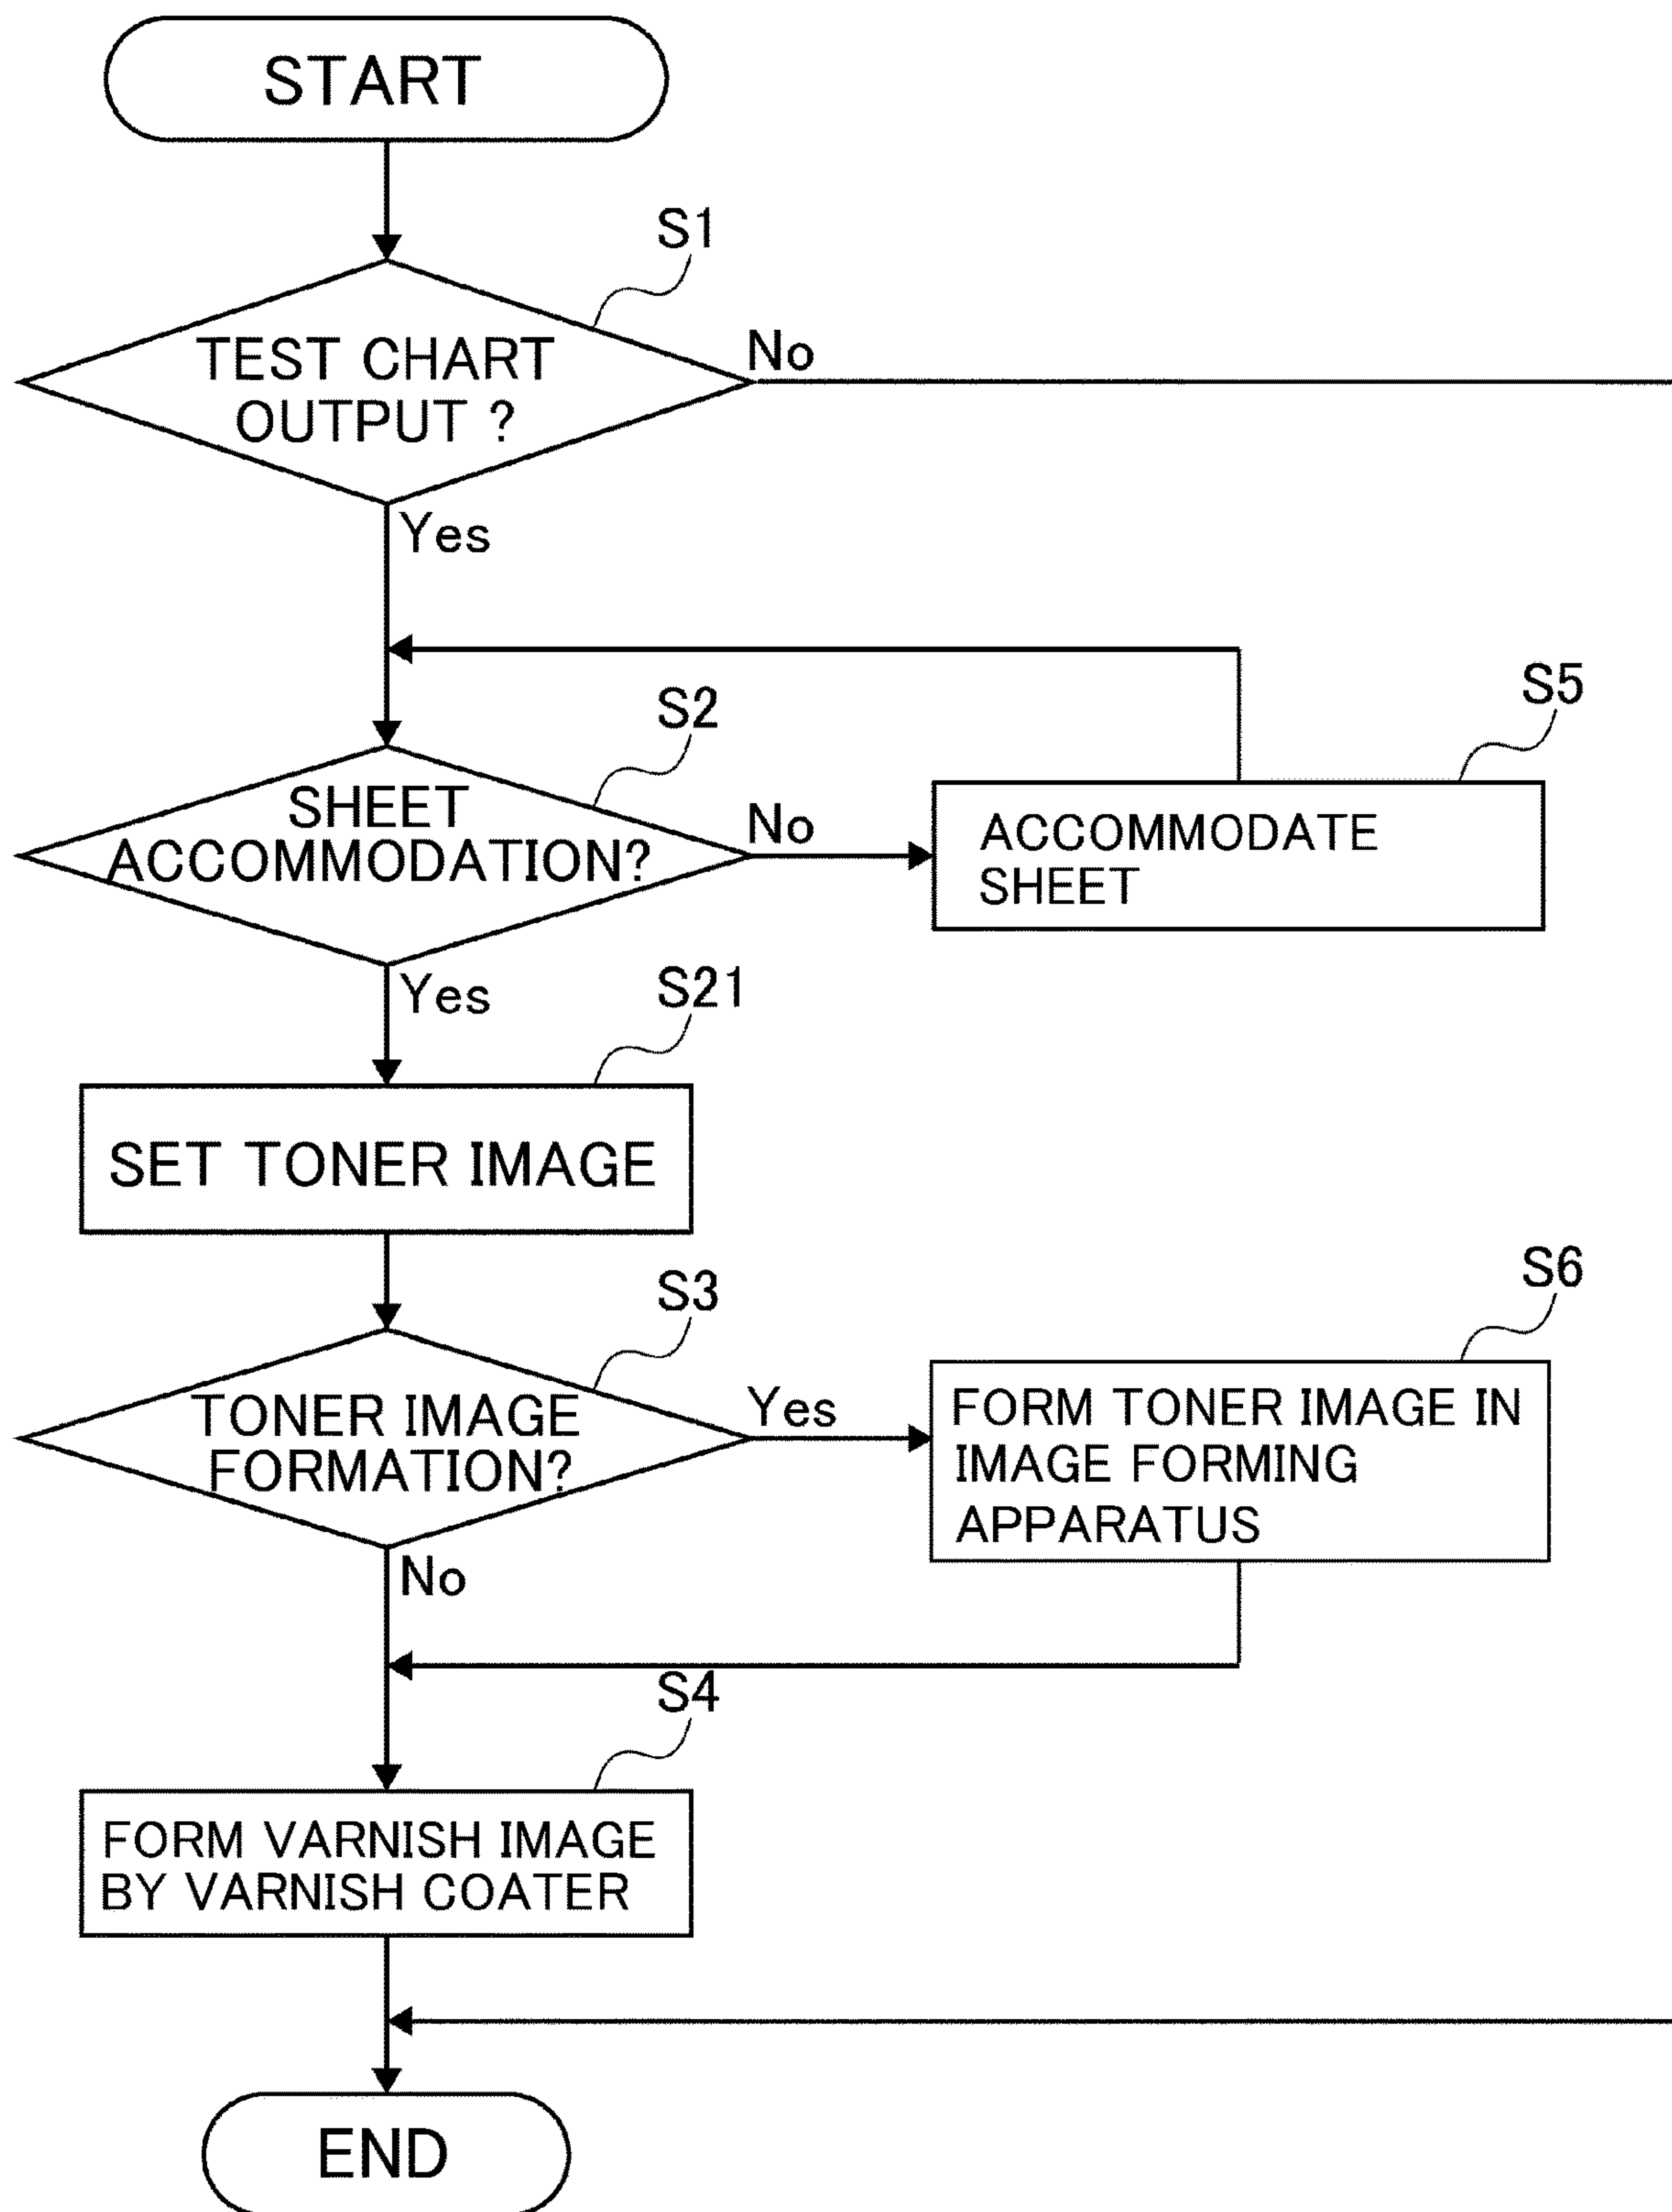 START
S1
TEST CHART
OUTPUT ?
No
Yes
S2
SHEET
ACCOMMODATION?
No
S5
ACCOMMODATE
SHEET
Yes
S21
SET TONER IMAGE
S3
TONER IMAGE
FORMATION?
Yes
S6
FORM TONER IMAGE IN
IMAGE FORMING
APPARATUS
No
S4
FORM VARNISH IMAGE
BY VARNISH COATER
END